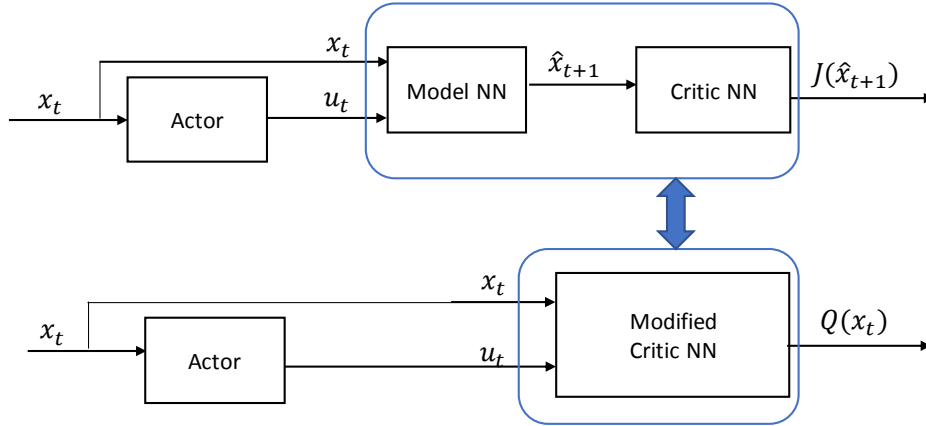 x_t
x_t
Actor
u_t
Model NN
x̂_{t+1}
Critic NN
J(x̂_{t+1})
x_t
x_t
Actor
u_t
Modified
Critic NN
Q(x_t)